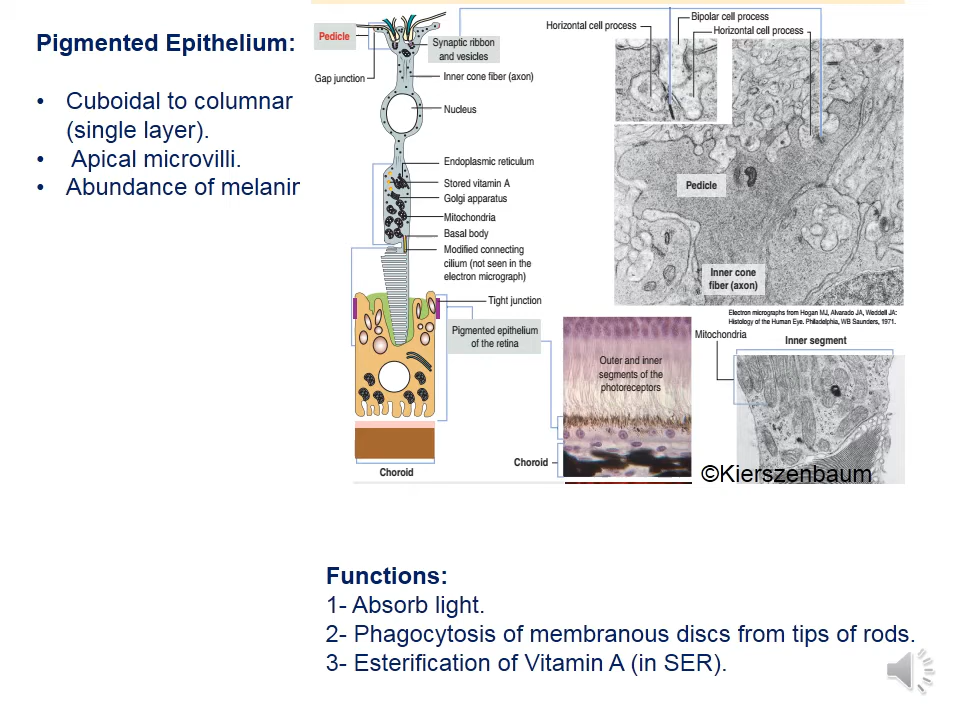 Pigmented Epithelium:
• Cuboidal to columnar
(single layer).
• Apical microvilli.
• Abundance of melanir
Pedicle
Synaptic ribbon
and vesicles
Gap junction
Inner cone fiber (axon)
Nucleus
Endoplasmic reticulum
Stored vitamin A
Golgi apparatus
Mitochondria
Basal body
Modified connecting
cilium (not seen in the
electron micrograph)
Tight junction
Pigmented epithelium
of the retina
Choroid
Horizontal cell process
Bipolar cell process
Horizontal cell process
Pedicle
Inner cone
fiber (axon)
Electron micrographs from Hogan MJ, Alvarado JA, Weddell JA:
Histology of the Human Eye. Philadelphia, WB Saunders, 1971.
Outer and inner
segments of the
photoreceptors
Choroid
Mitochondria
Inner segment
©Kierszenbaum
Functions:
1- Absorb light.
2- Phagocytosis of membranous discs from tips of rods.
3- Esterification of Vitamin A (in SER).